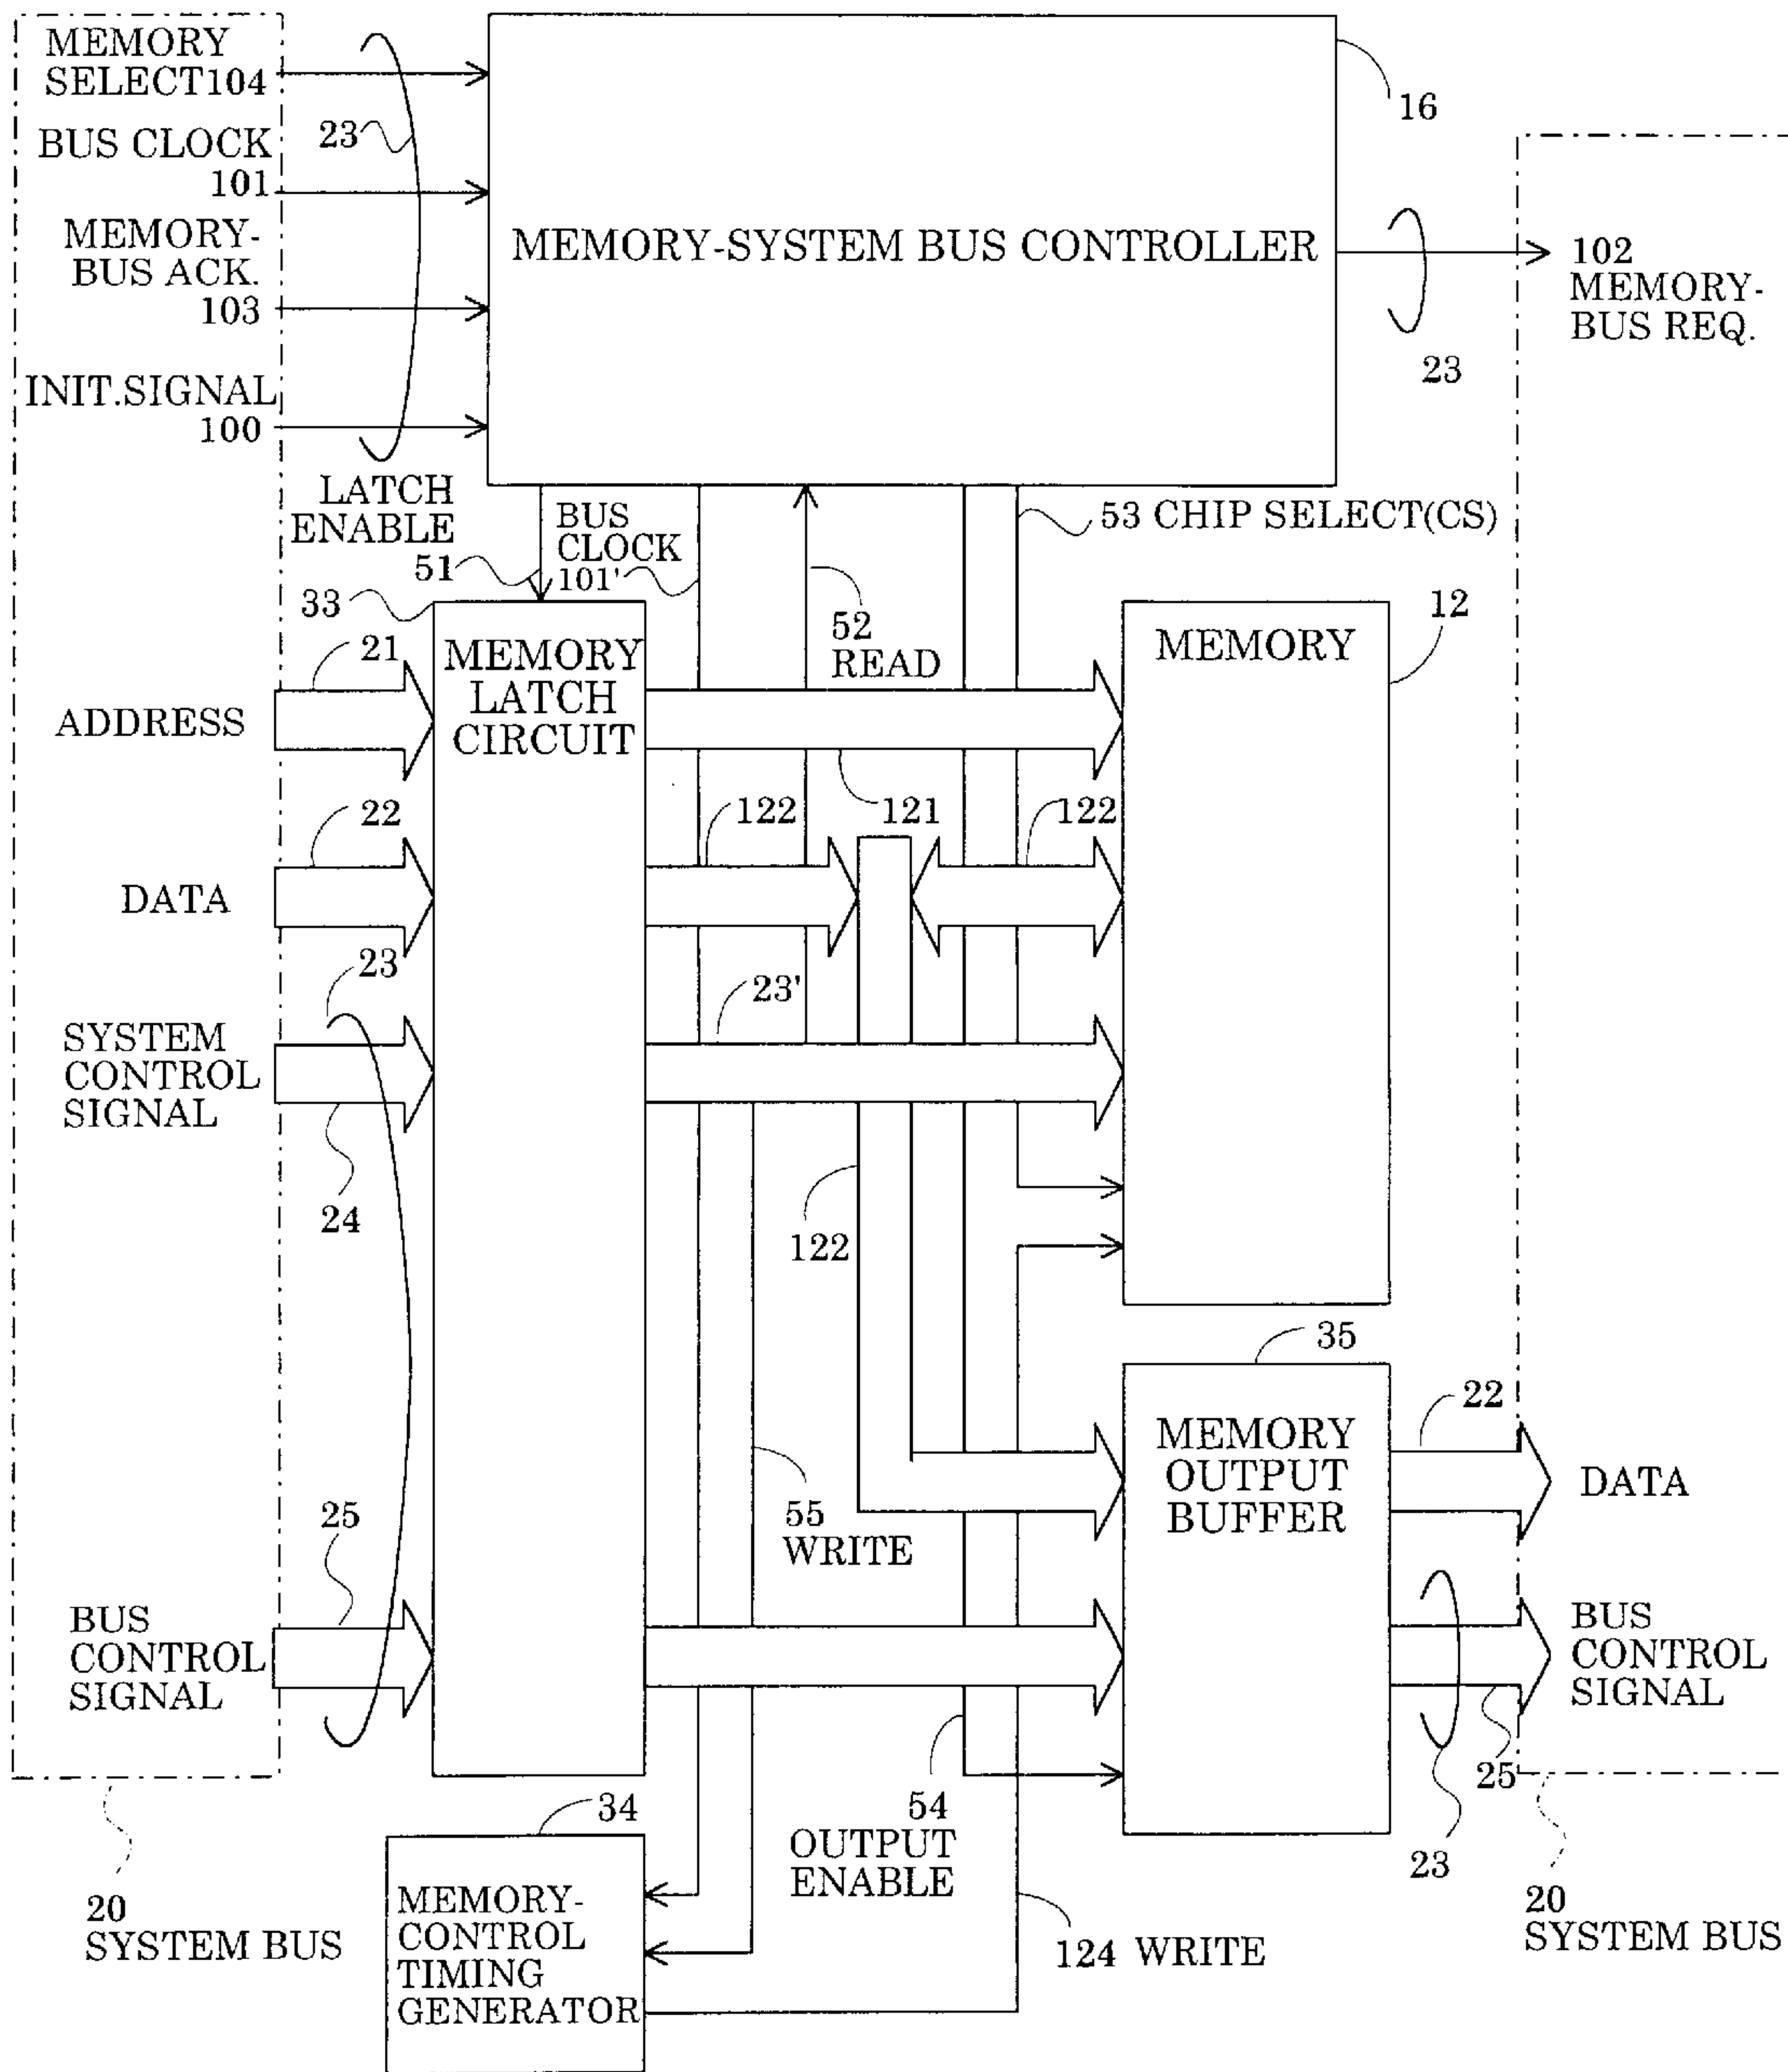 MEMORY
SELECT104
BUS CLOCK
101
MEMORY-
BUS ACK.
103
INIT.SIGNAL
100
23
MEMORY-SYSTEM BUS CONTROLLER
16
23
102
MEMORY-
BUS REQ.
LATCH
ENABLE
51
BUS
CLOCK
101'
53 CHIP SELECT(CS)
33
52
READ
12
21
ADDRESS
MEMORY
LATCH
CIRCUIT
MEMORY
121
22
122
122
DATA
23
23'
SYSTEM
CONTROL
SIGNAL
24
122
35
25
55
WRITE
MEMORY
OUTPUT
BUFFER
22
DATA
BUS
CONTROL
SIGNAL
BUS
CONTROL
SIGNAL
25
23
54
OUTPUT
ENABLE
34
20
SYSTEM BUS
MEMORY-
CONTROL
TIMING
GENERATOR
124 WRITE
20
SYSTEM BUS